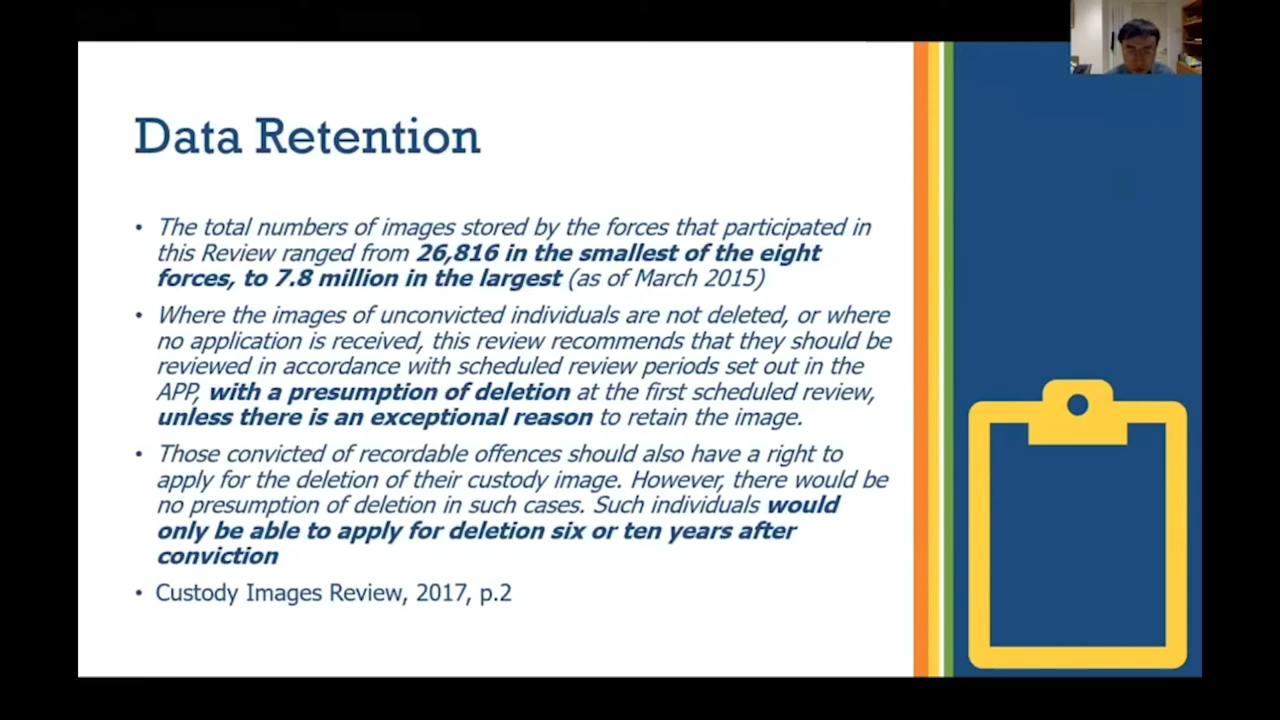 Data Retention
• The total numbers of images stored by the forces that participated in
this Review ranged from 26,816 in the smallest of the eight
forces, to 7.8 million in the largest (as of March 2015)
• Where the images of unconvicted individuals are not deleted, or where
no application is received, this review recommends that they should be
reviewed in accordance with scheduled review periods set out in the
APP, with a presumption of deletion at the first scheduled review,
unless there is an exceptional reason to retain the image.
• Those convicted of recordable offences should also have a right to
apply for the deletion of their custody image. However, there would be
no presumption of deletion in such cases. Such individuals would
only be able to apply for deletion six or ten years after
conviction
• Custody Images Review, 2017, p.2